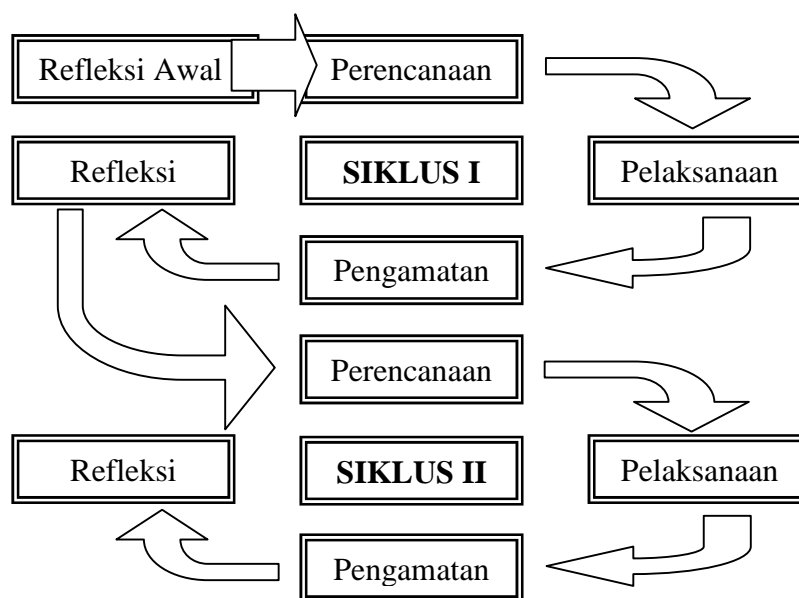 Refleksi Awal
Perencanaan
Refleksi
SIKLUS I
Pelaksanaan
Pengamatan
Perencanaan
Refleksi
SIKLUS II
Pelaksanaan
Pengamatan